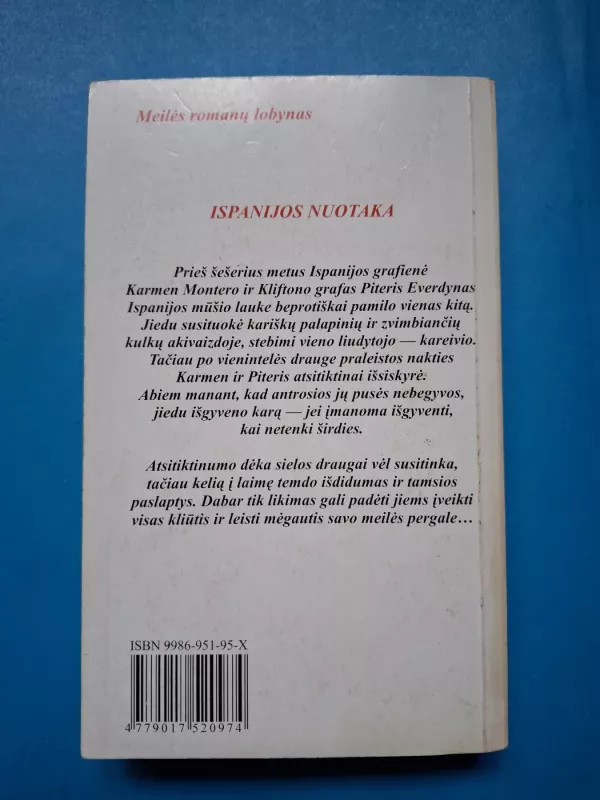 Meilės romanų lobynas
ISPANIJOS NUOTAKA
Prieš šešerius metus Ispanijos grafienė
Karmen Montero ir Kliftono grafas Piteris Everdynas
Ispanijos mūšio lauke beprotiškai pamilo vienas kitą.
Jiedu susituokė kariškų palapinių ir zvimbiančių
kulkų akivaizdoje, stebimi vieno liudytojo — kareivio.
Tačiau po vienintelės drauge praleistos nakties
Karmen ir Piteris atsitiktinai išsiskyrė.
Abiem manant, kad antrosios jų pusės nebegyvos,
jiedu išgyveno karą — jei įmanoma išgyventi,
kai netenki širdies.
Atsitiktinumo dėka sielos draugai vėl susitinka,
tačiau kelią į laimę temdo išdidumas ir tamsios
paslaptys. Dabar tik likimas gali padėti jiems įveikti
visas kliūtis ir leisti mėgautis savo meilės pergale…
ISBN 9986-951-95-X
4 779017 520974